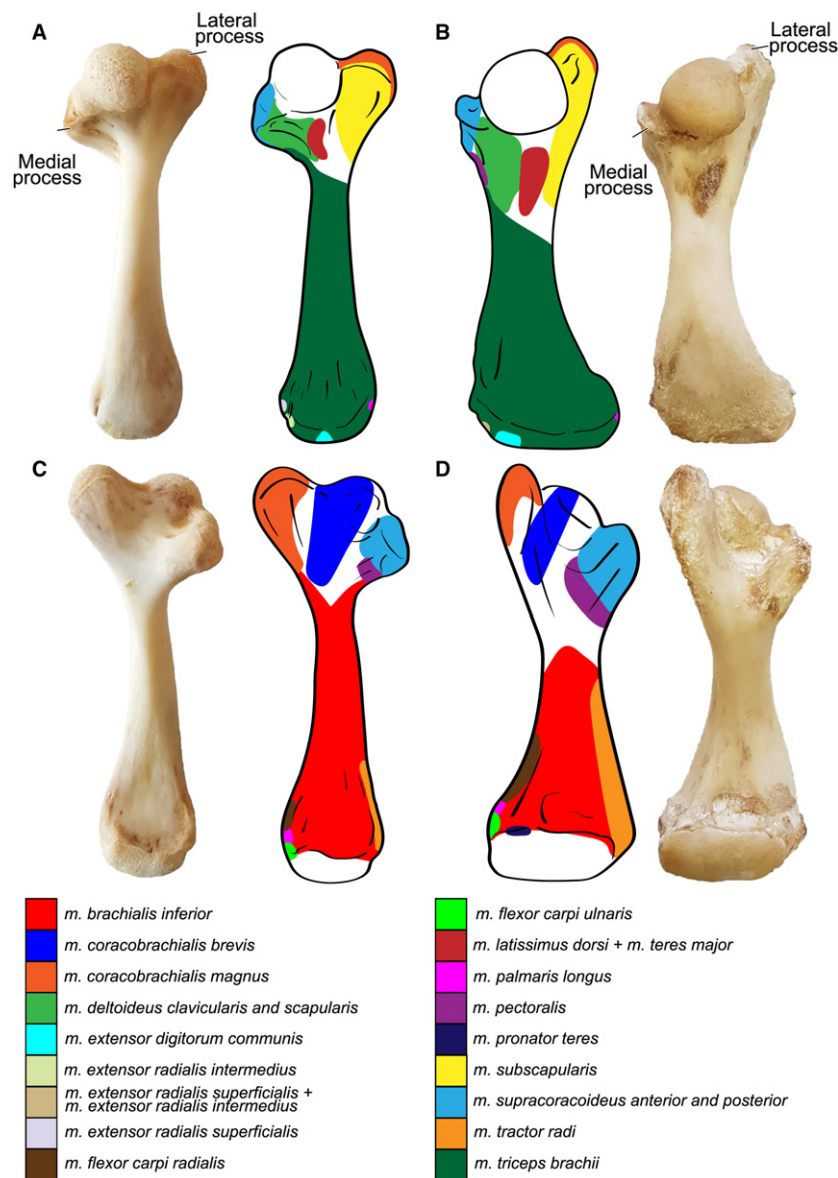 A
Lateral
process
Medial
process
B
Lateral
process
Medial
process
C
D
m. brachialis inferior
m. coracobrachialis brevis
m. coracobrachialis magnus
m. deltoideus clavicularis and scapularis
m. extensor digitorum communis
m. extensor radialis intermedius
m. extensor radialis superficialis +
m. extensor radialis intermedius
m. extensor radialis superficialis
m. flexor carpi radialis
m. flexor carpi ulnaris
m. latissimus dorsi + m. teres major
m. palmaris longus
m. pectoralis
m. pronator teres
m. subscapularis
m. supracoracoideus anterior and posterior
m. tractor radi
m. triceps brachii